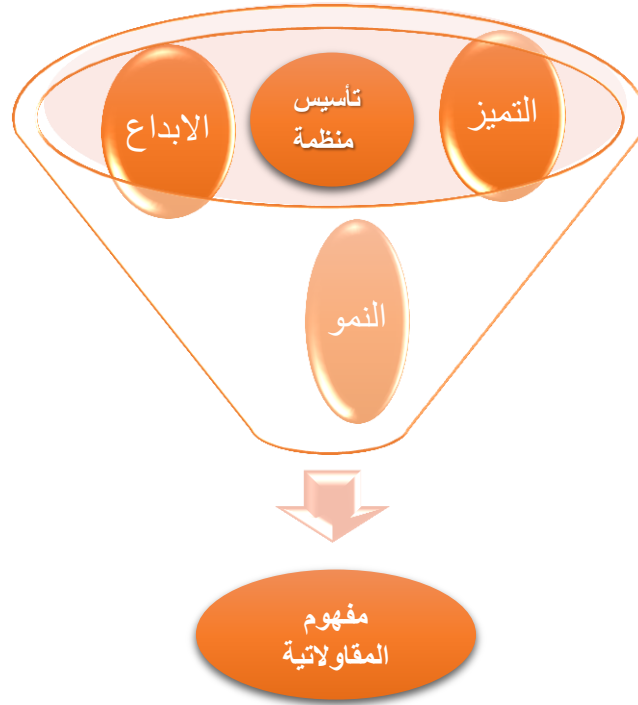 التميز
تأسيس
منظمة
الابداع
النمو
مفهوم
المقاولاتية